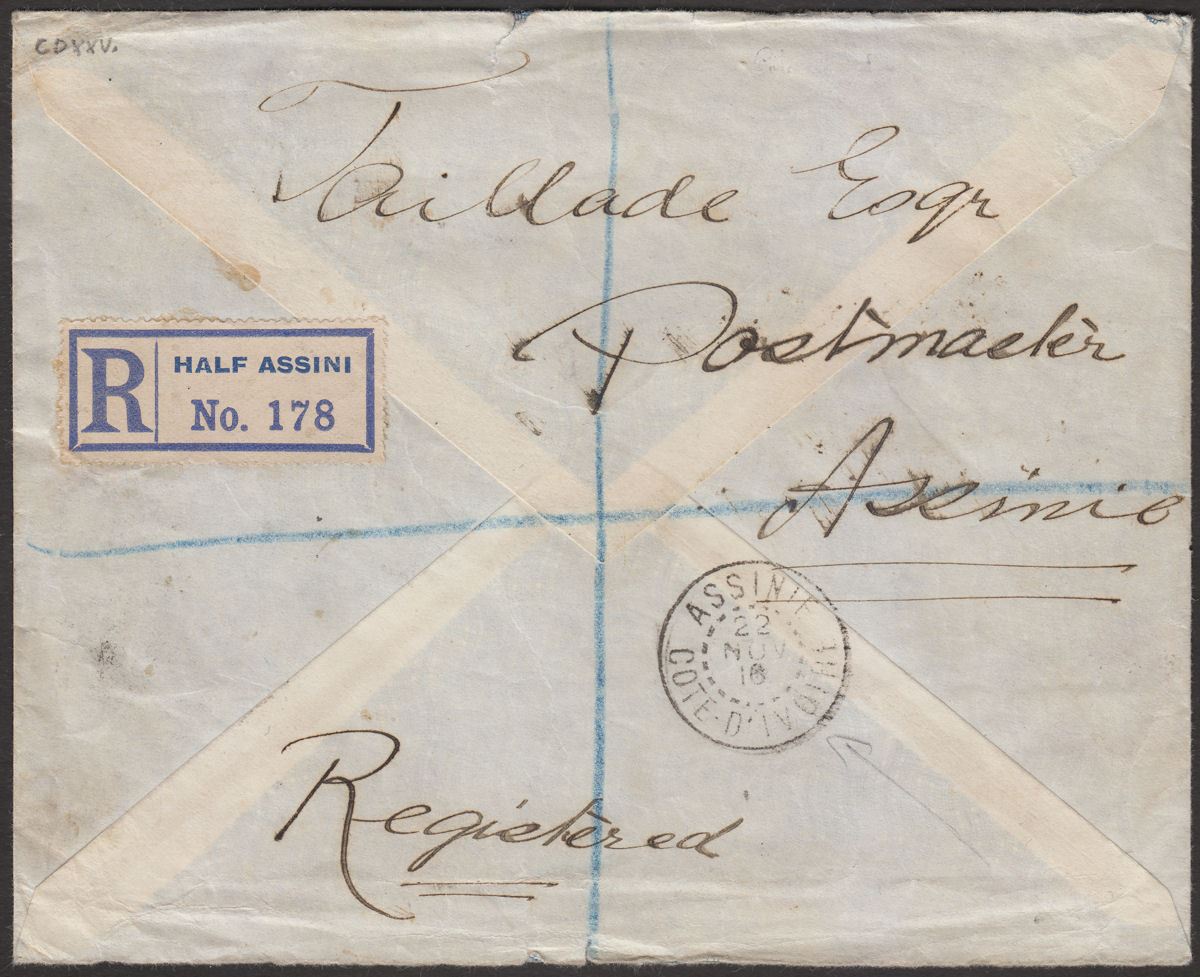 CDXXV.
Taillade Esqr
Postmaster
Assinie
R
HALF ASSINI
No. 178
ASSINIE
22
NOV
16
COTE-D'IVOIRE
Registered